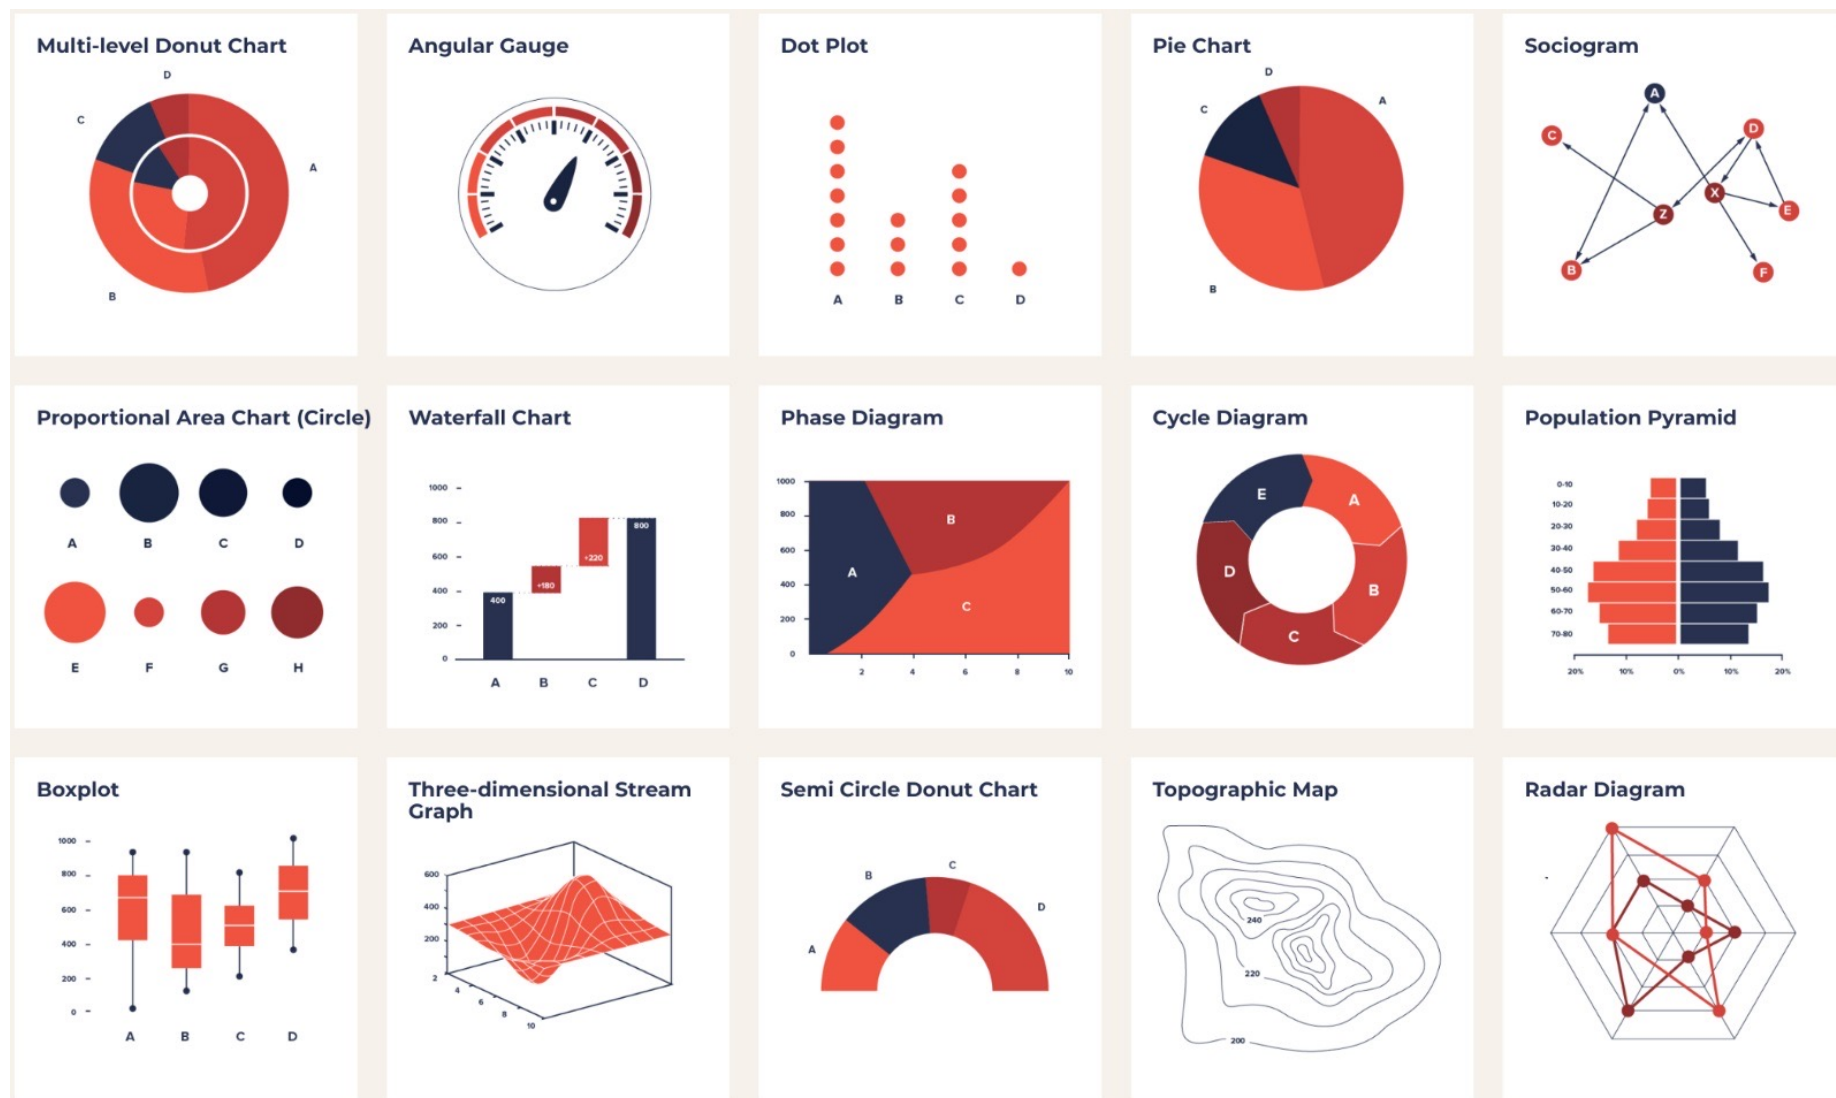 Multi-level Donut Chart
D
C
A
B
Angular Gauge
Dot Plot
A B C D
Pie Chart
D
A
C
B
Sociogram
A
C
D
X
Z
E
B
F
Proportional Area Chart (Circle)
A B C D
E F G H
Waterfall Chart
1000
800
600
400
200
0
400
+180
+220
800
A B C D
Phase Diagram
1000
800
600
400
200
0
A
B
C
2 4 6 8 10
Cycle Diagram
E
A
D
B
C
Population Pyramid
0-10
10-20
20-30
30-40
40-50
50-60
60-70
70-80
20% 10% 0% 10% 20%
Boxplot
1000
800
600
400
200
0
A B C D
Three-dimensional Stream
Graph
600
400
200
2
4
6
8
10
Semi Circle Donut Chart
C
B
D
A
Topographic Map
240
220
200
Radar Diagram